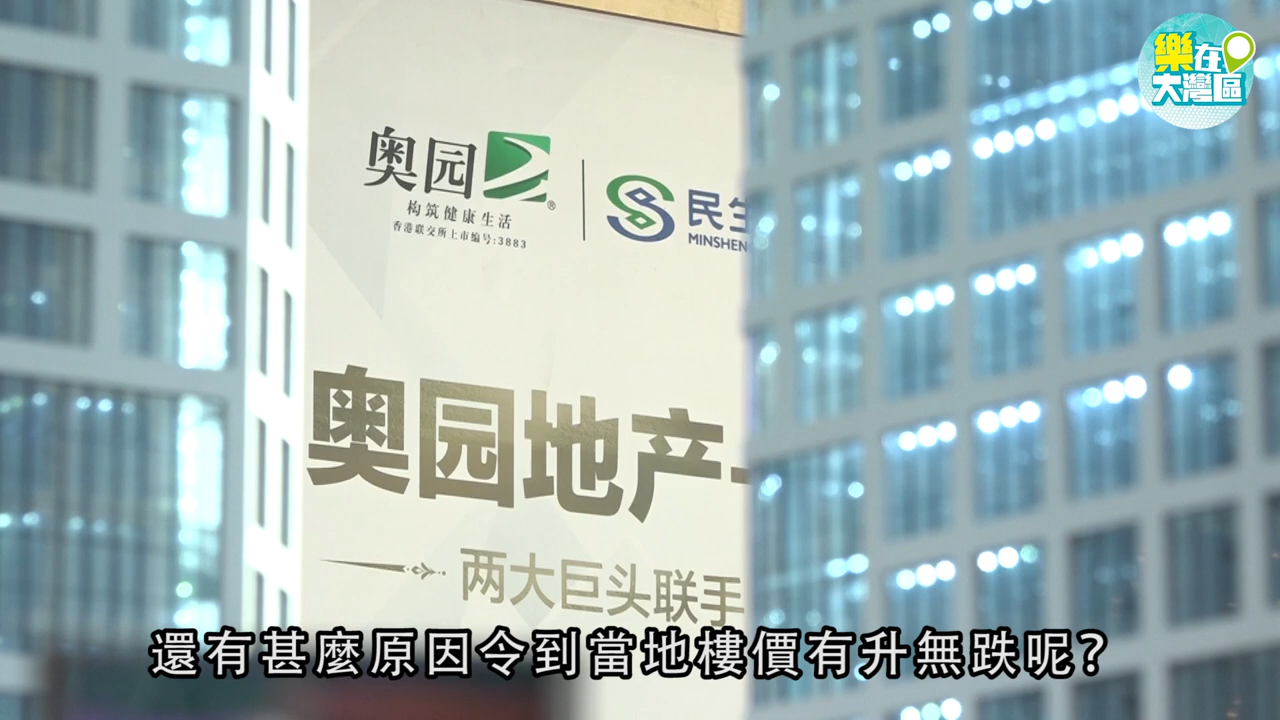 樂在
大灣區
奥园
构筑健康生活
香港联交所上市编号:3883
民生
MINSHEN
奥园地产
两大巨头联手
還有甚麼原因令到當地樓價有升無跌呢?